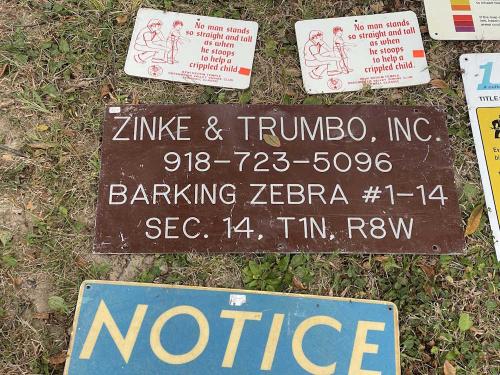 No man stands
so straight and tall
as when
he stoops
to help a
crippled child.
No man stands
so straight and tall
as when
he stoops
to help a
crippled child.
ZINKE & TRUMBO, INC.
918-723-5096
BARKING ZEBRA #1-14
SEC. 14, T1N, R8W
NOTICE